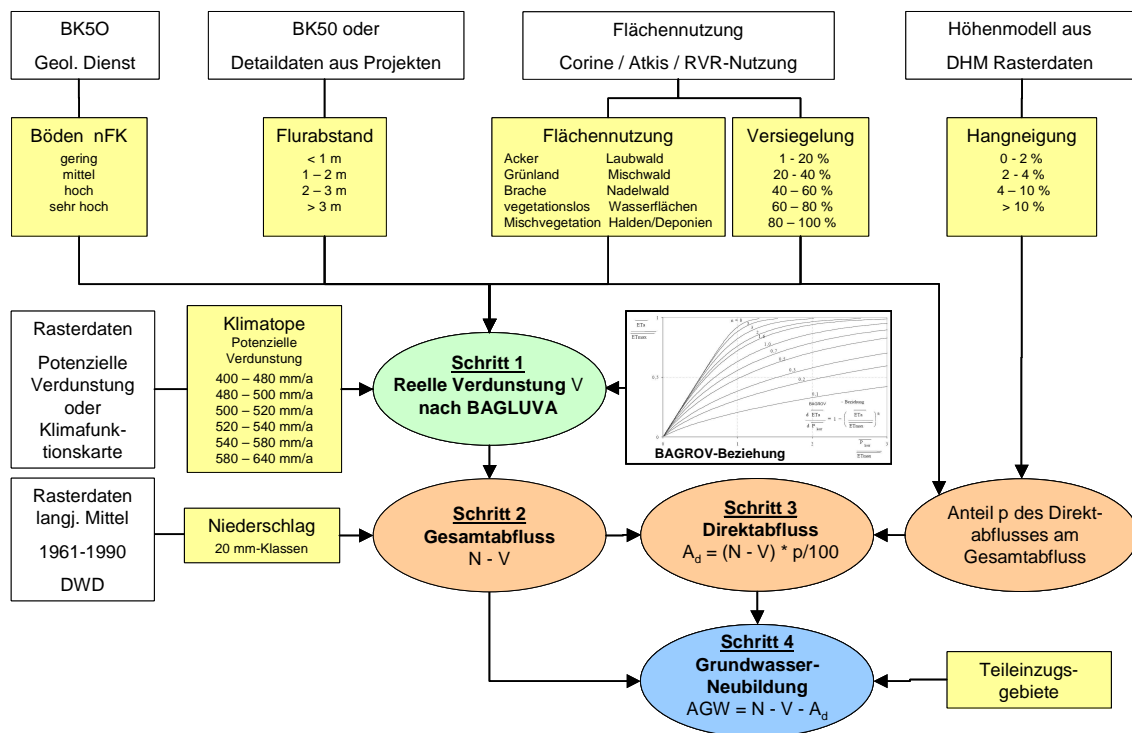 BK5O
Geol. Dienst
BK50 oder
Detaildaten aus Projekten
Flächennutzung
Corine / Atkis / RVR-Nutzung
Höhenmodell aus
DHM Rasterdaten
Böden nFK
gering
mittel
hoch
sehr hoch
Flurabstand
< 1 m
1 – 2 m
2 – 3 m
> 3 m
Flächennutzung
Acker Laubwald
Grünland Mischwald
Brache Nadelwald
vegetationslos Wasserflächen
Mischvegetation Halden/Deponien
Versiegelung
1 - 20 %
20 - 40 %
40 – 60 %
60 – 80 %
80 – 100 %
Hangneigung
0 - 2 %
2 - 4 %
4 – 10 %
> 10 %
Rasterdaten
Potenzielle
Verdunstung
oder
Klimafunk-
tionskarte
Klimatope
Potenzielle
Verdunstung
400 – 480 mm/a
480 – 500 mm/a
500 – 520 mm/a
520 – 540 mm/a
540 – 580 mm/a
580 – 640 mm/a
Schritt 1
Reelle Verdunstung V
nach BAGLUVA
BAGROV - Beziehung
BAGROV-Beziehung
Rasterdaten
langj. Mittel
1961-1990
DWD
Niederschlag
20 mm-Klassen
Schritt 2
Gesamtabfluss
N - V
Schritt 3
Direktabfluss
A_d = (N - V) * p/100
Anteil p des Direkt-
abflusses am
Gesamtabfluss
Schritt 4
Grundwasser-
Neubildung
AGW = N - V - A_d
Teileinzugs-
gebiete